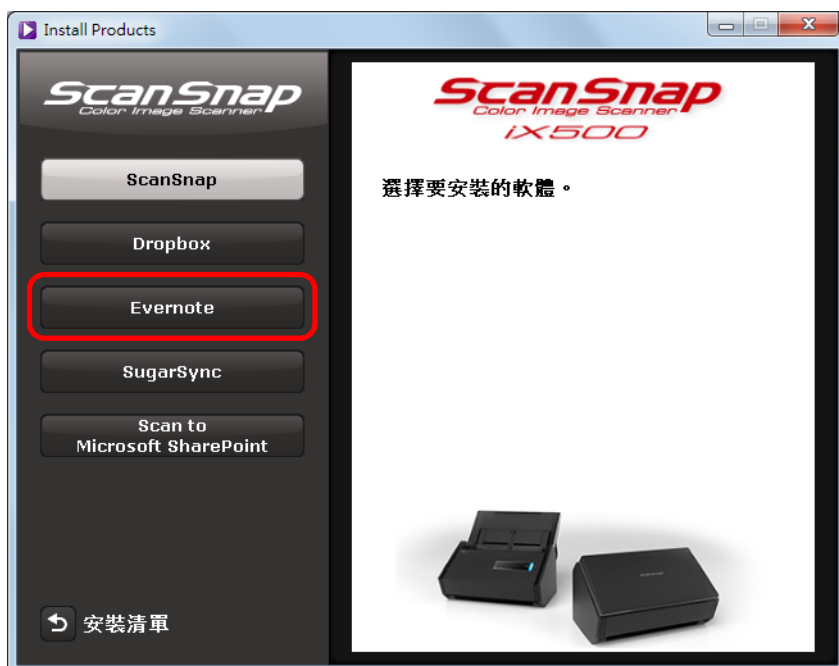 Install Products
ScanSnap
Color Image Scanner
ScanSnap
Dropbox
Evernote
SugarSync
Scan to
Microsoft SharePoint
安裝清單
ScanSnap
Color Image Scanner
iX500
選擇要安裝的軟體。